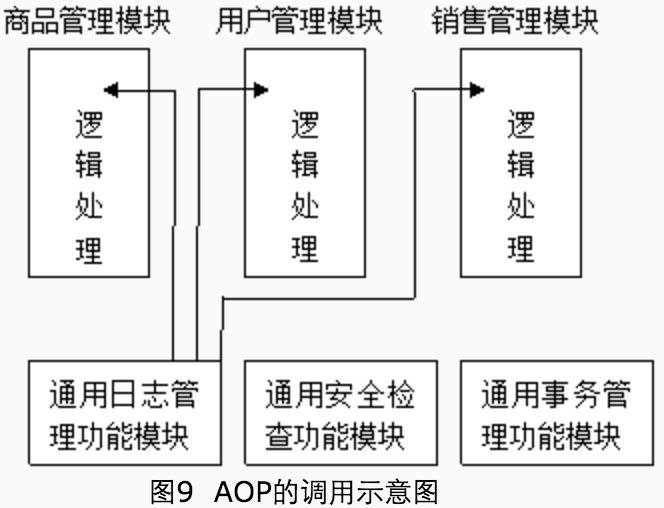 商品管理模块 用户管理模块 销售管理模块
逻 逻 逻
辑 辑 辑
处 处 处
理 理 理
通用日志管 通用安全检 通用事务管
理功能模块 查功能模块 理功能模块
图9 AOP的调用示意图